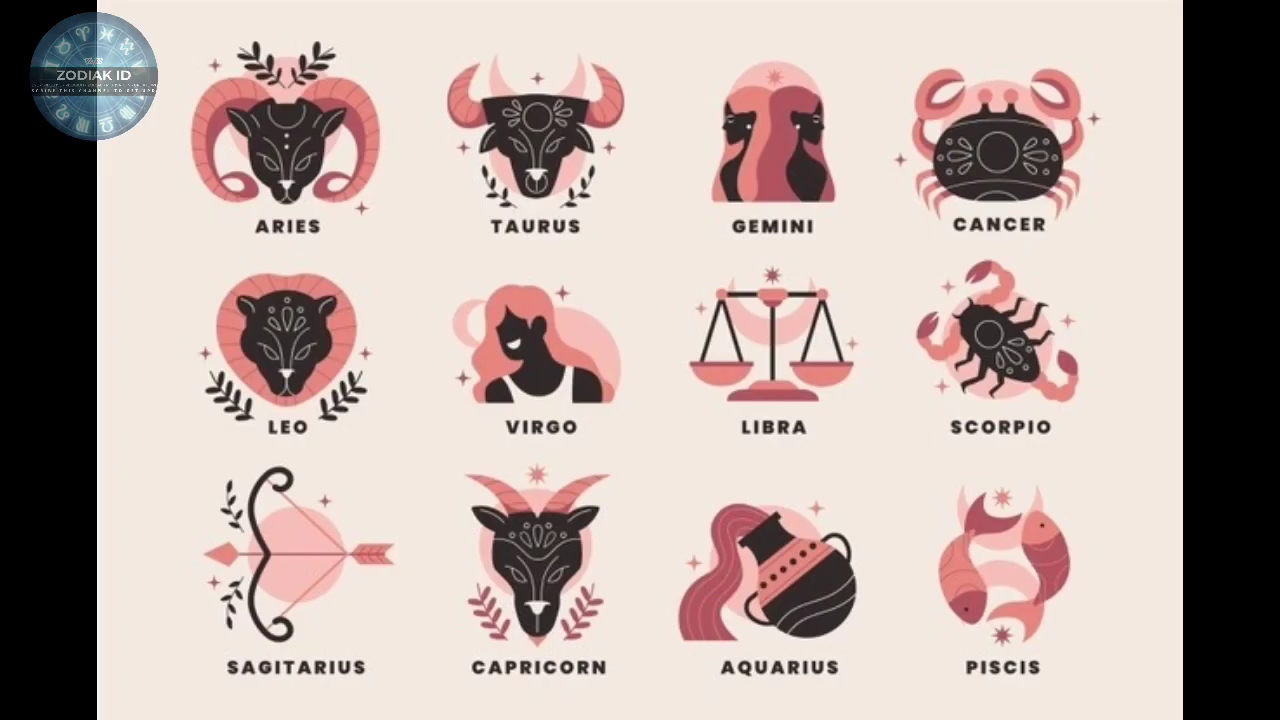 ZODIAK ID
ARIES
TAURUS
GEMINI
CANCER
LEO
VIRGO
LIBRA
SCORPIO
SAGITARIUS
CAPRICORN
AQUARIUS
PISCIS